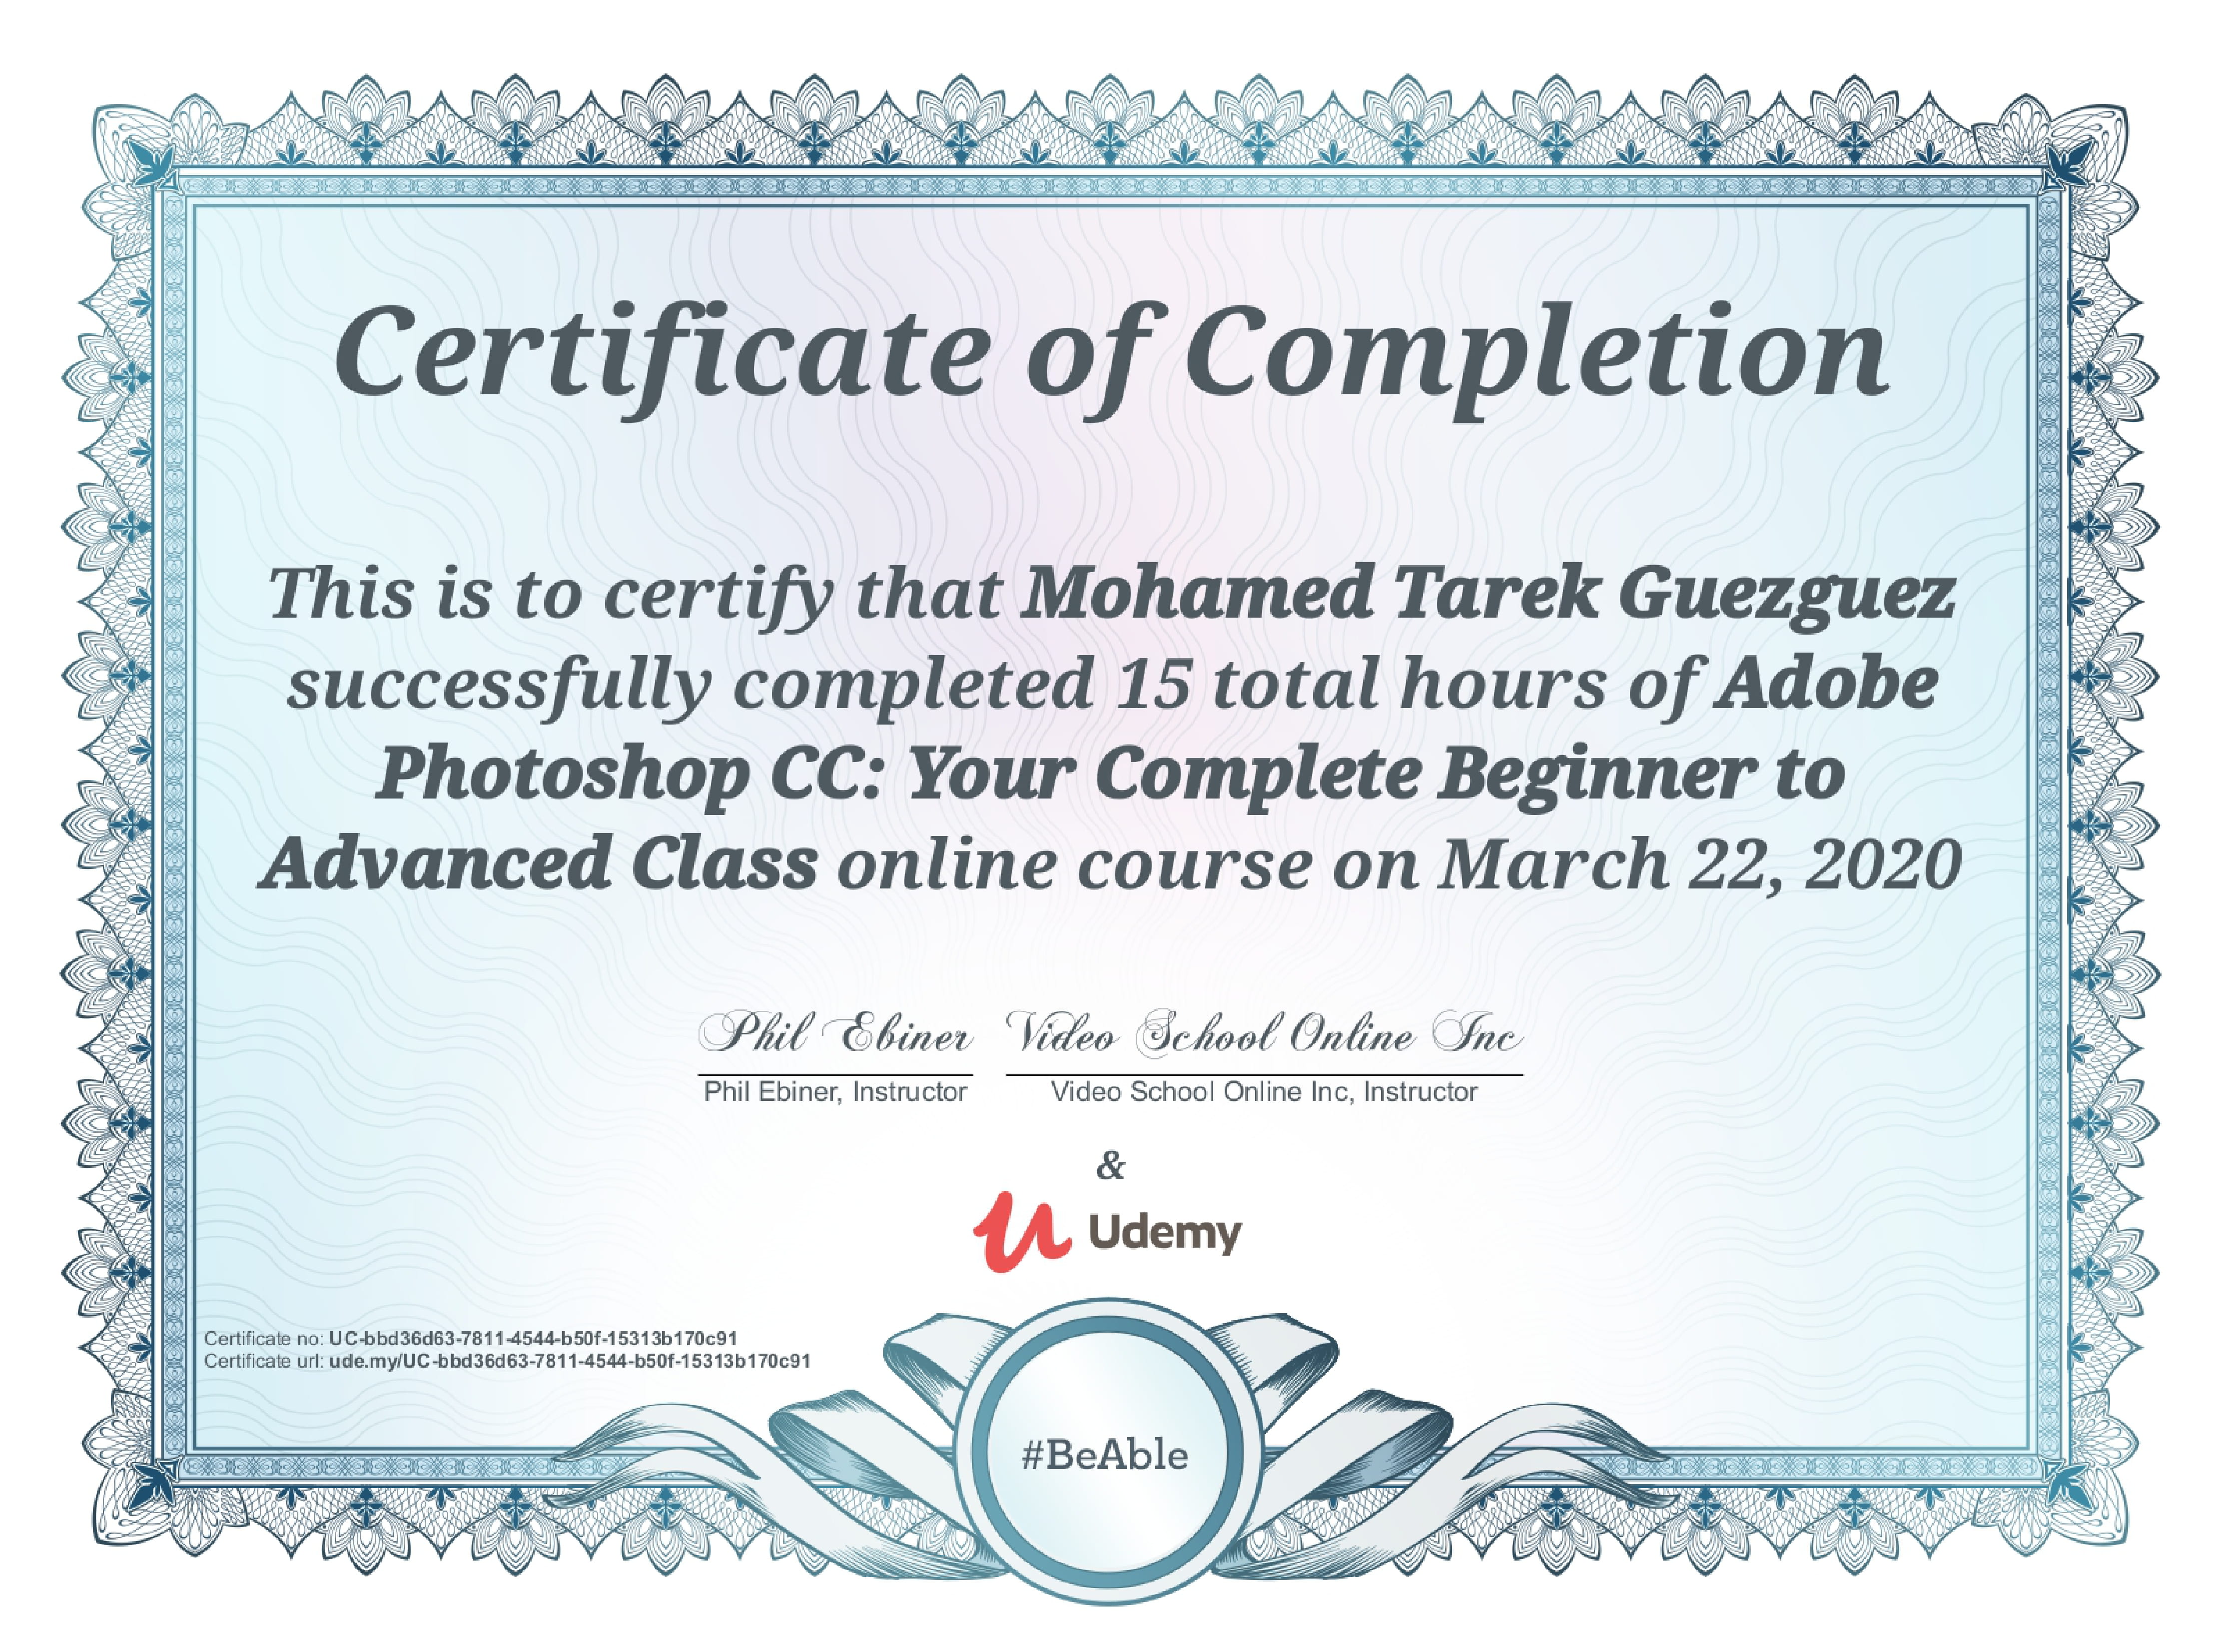 Certificate of Completion
This is to certify that Mohamed Tarek Guezguez
successfully completed 15 total hours of Adobe
Photoshop CC: Your Complete Beginner to
Advanced Class online course on March 22, 2020
Phil Ebiner Video School Online Inc
Phil Ebiner, Instructor Video School Online Inc, Instructor
&
Udemy
Certificate no: UC-bbd36d63-7811-4544-b50f-15313b170c91
Certificate url: ude.my/UC-bbd36d63-7811-4544-b50f-15313b170c91
#BeAble